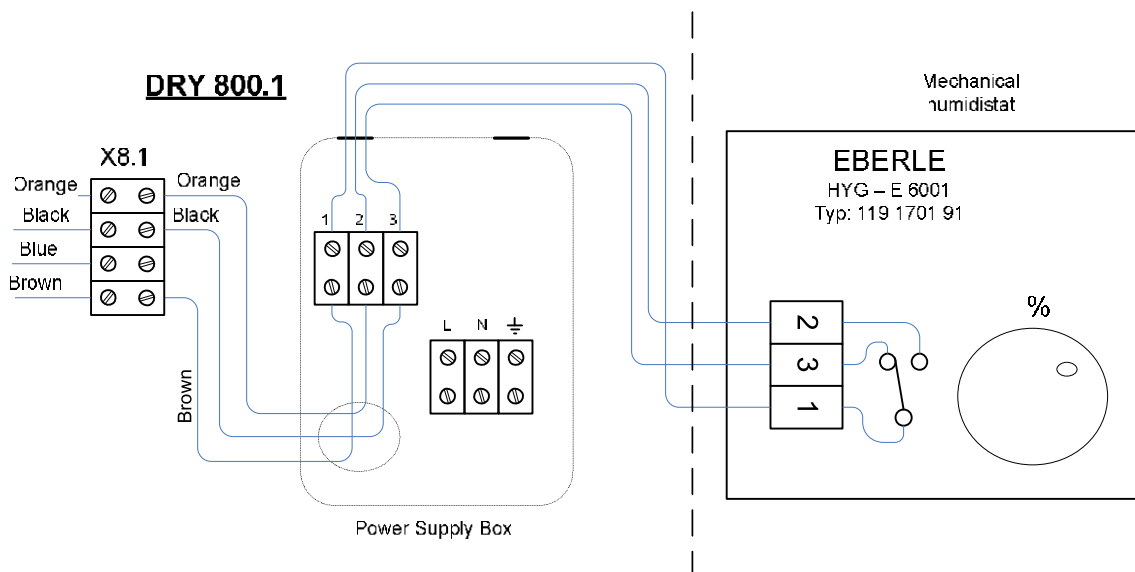 DRY 800.1
Mechanical
humidistat
X8.1
Orange
Orange
Black
Black
Blue
Brown
Brown
1 2 3
L N
Power Supply Box
EBERLE
HYG – E 6001
Typ: 119 1701 91
%
2
3
1